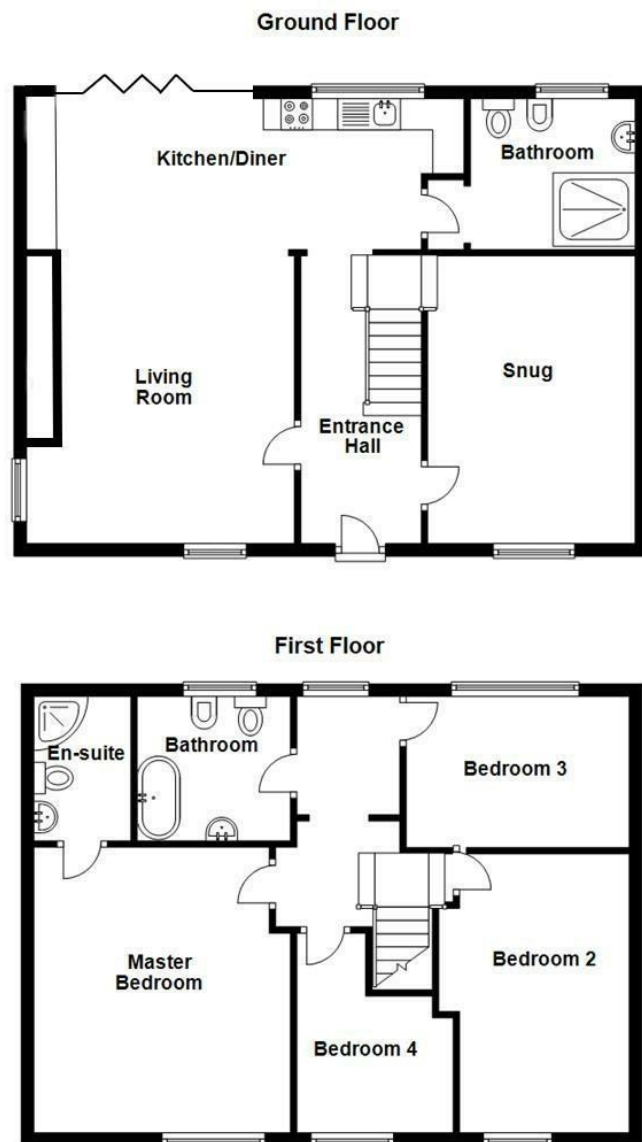 Ground Floor
Kitchen/Diner
Bathroom
Living
Room
Snug
Entrance
Hall
First Floor
En-suite
Bathroom
Bedroom 3
Master
Bedroom
Bedroom 2
Bedroom 4